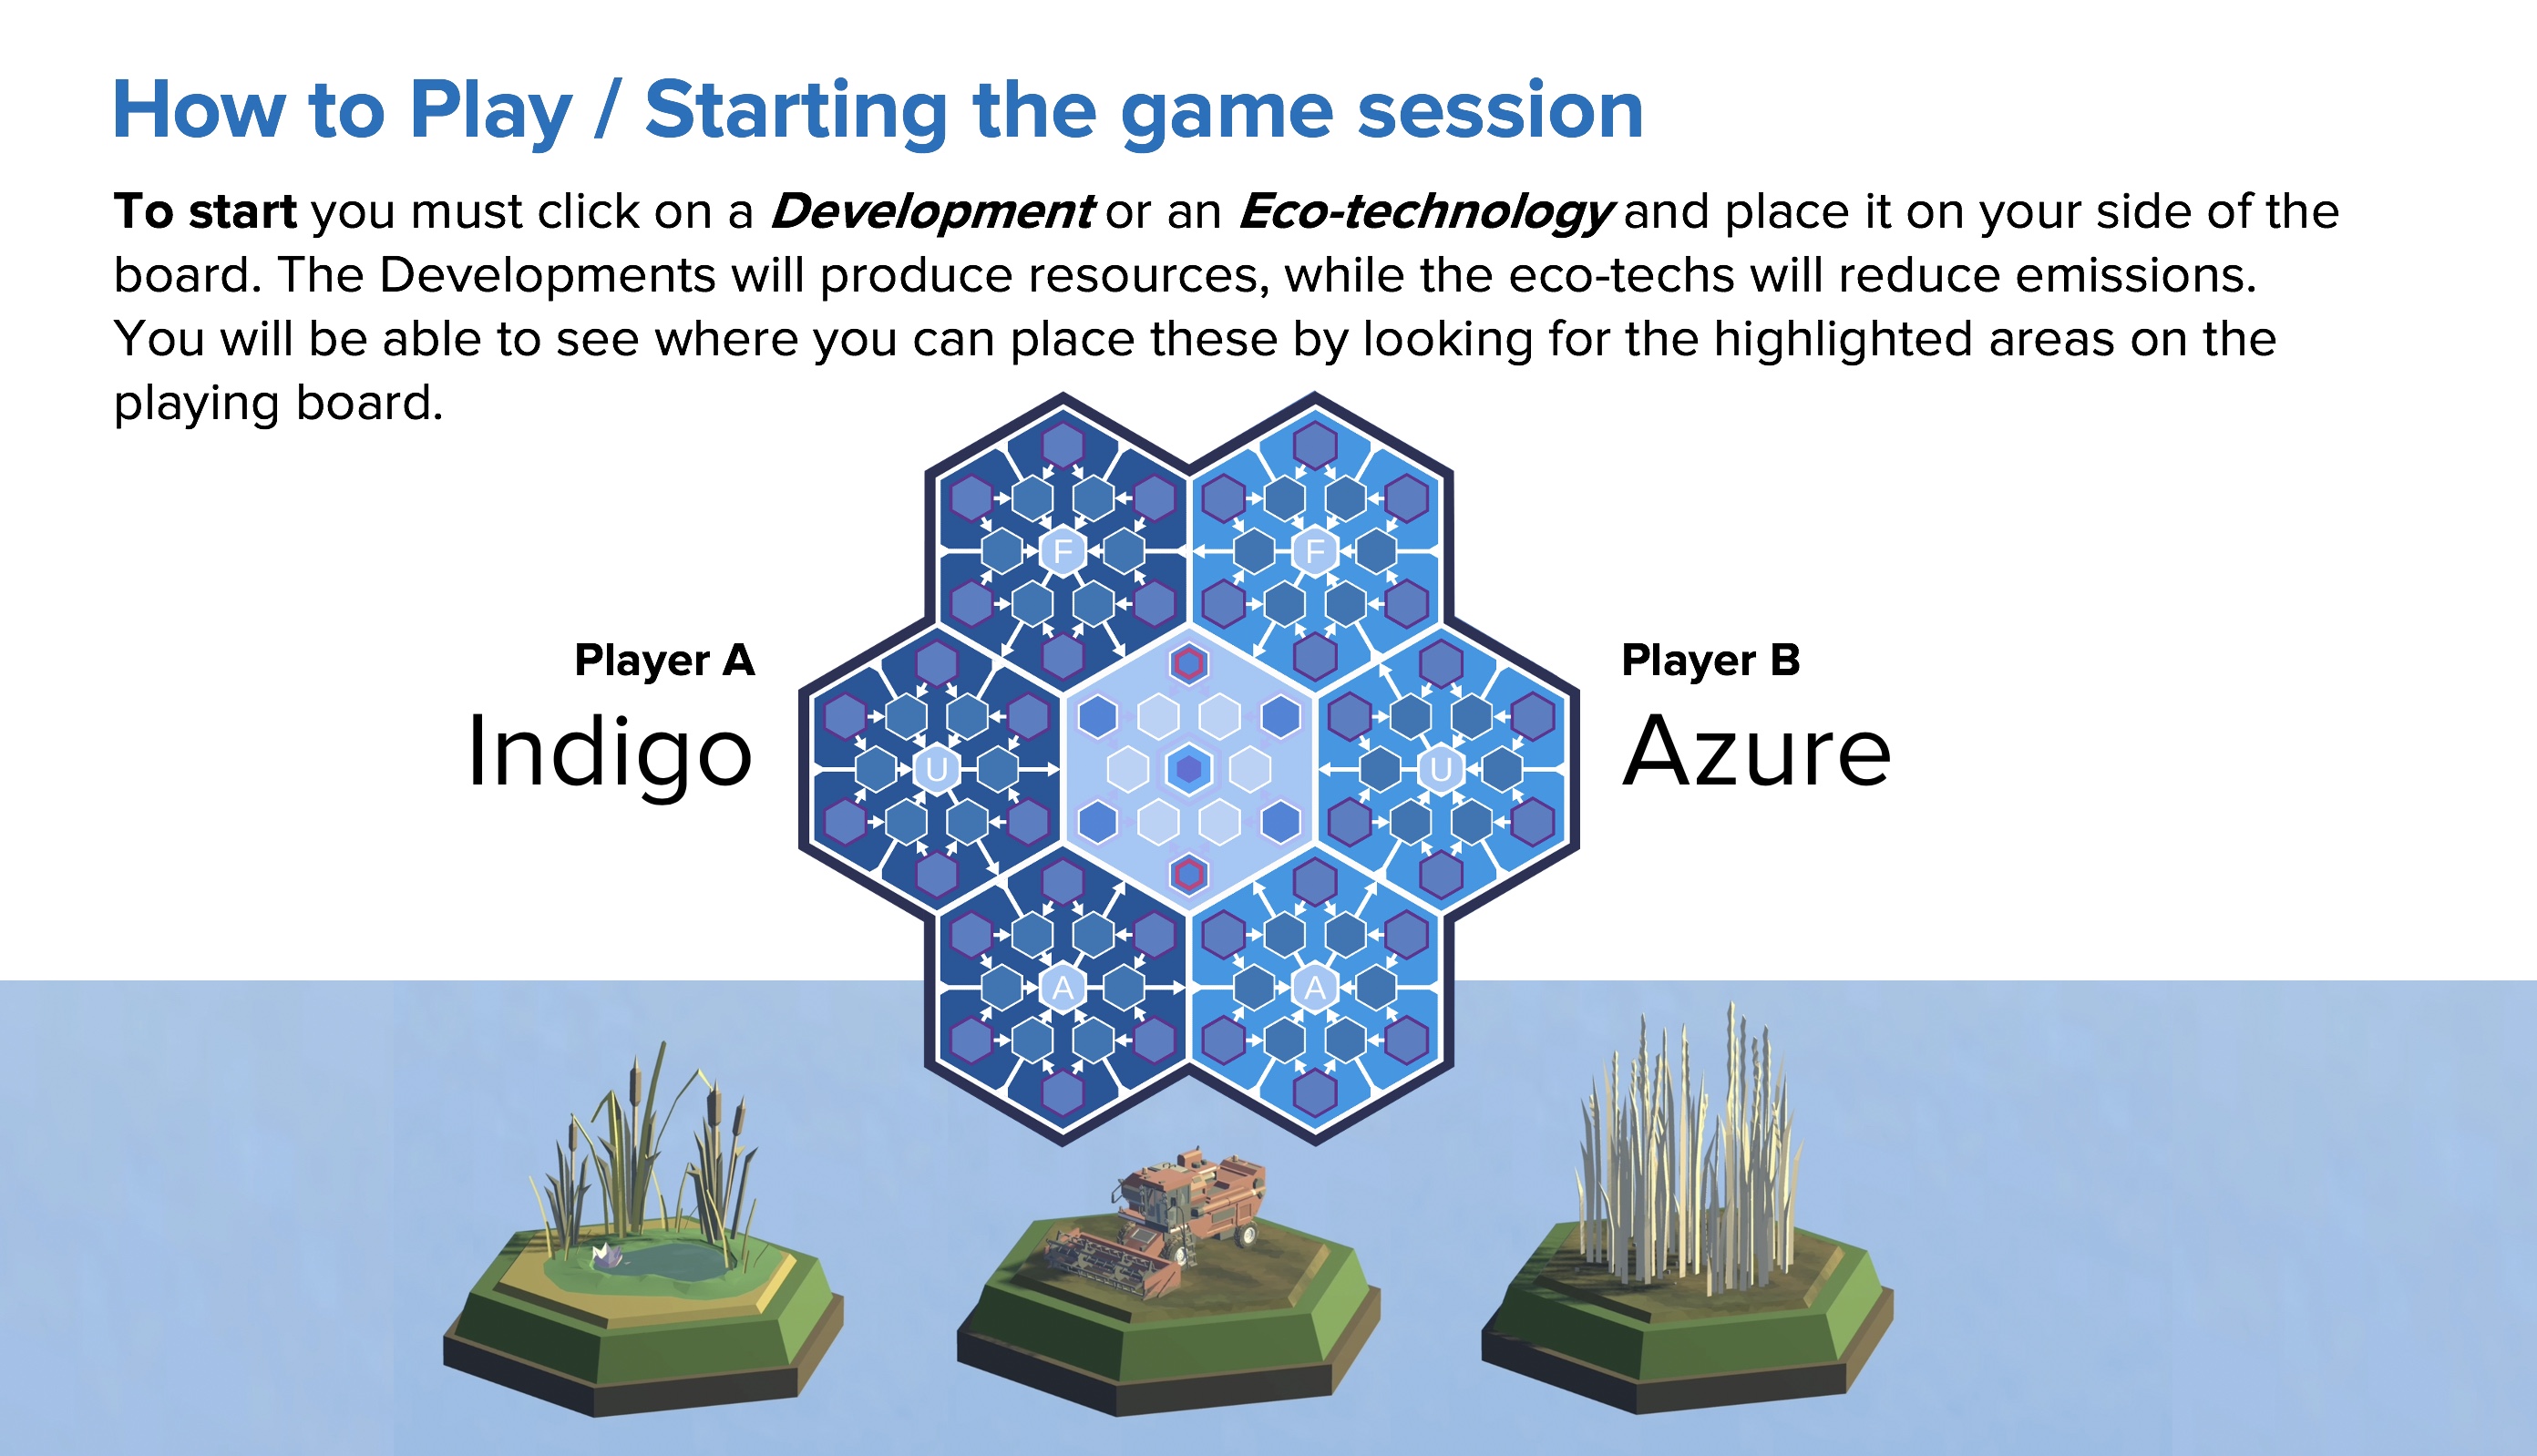 How to Play / Starting the game session
To start you must click on a Development or an Eco-technology and place it on your side of the
board. The Developments will produce resources, while the eco-techs will reduce emissions.
You will be able to see where you can place these by looking for the highlighted areas on the
playing board.
F
F
Player A
Indigo
U
U
Player B
Azure
A
A